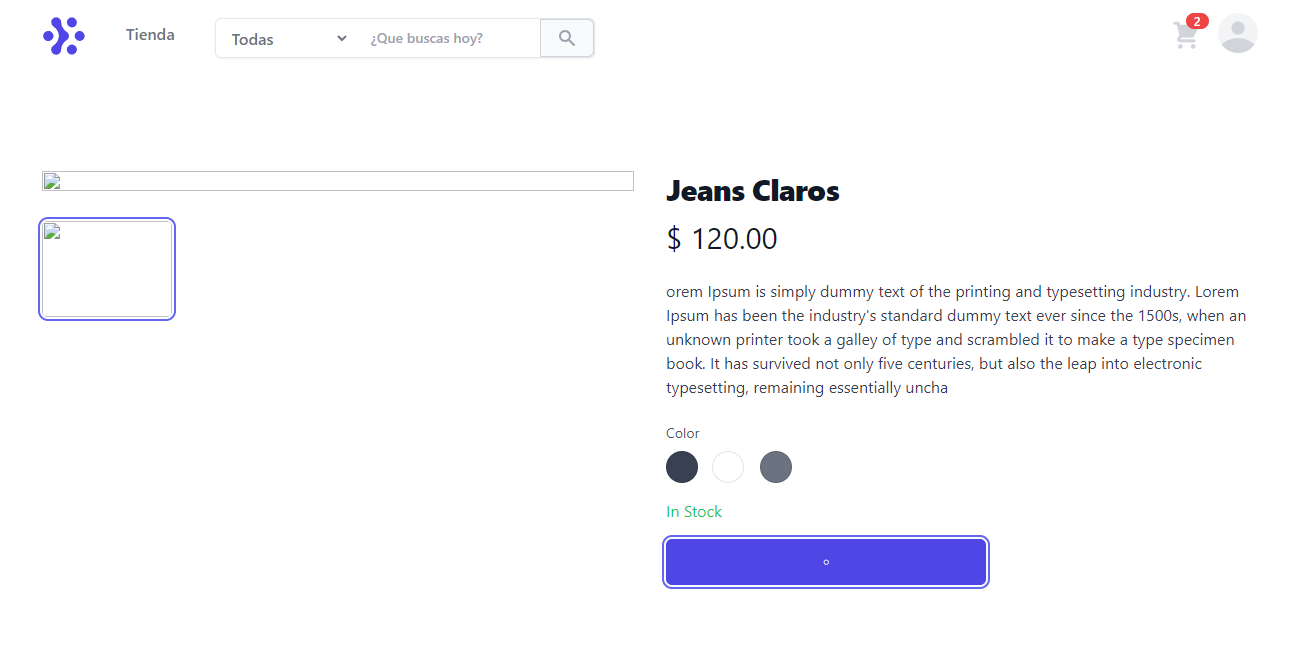 Tienda
Todas
¿Que buscas hoy?
2
Jeans Claros
$ 120.00
orem Ipsum is simply dummy text of the printing and typesetting industry. Lorem
Ipsum has been the industry's standard dummy text ever since the 1500s, when an
unknown printer took a galley of type and scrambled it to make a type specimen
book. It has survived not only five centuries, but also the leap into electronic
typesetting, remaining essentially uncha
Color
In Stock